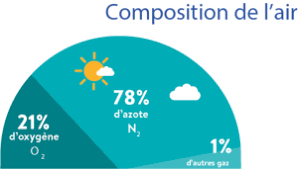 Composition de l'air
78%
d'azote
N₂
21%
d'oxygène
O₂
1%
d'autres gaz